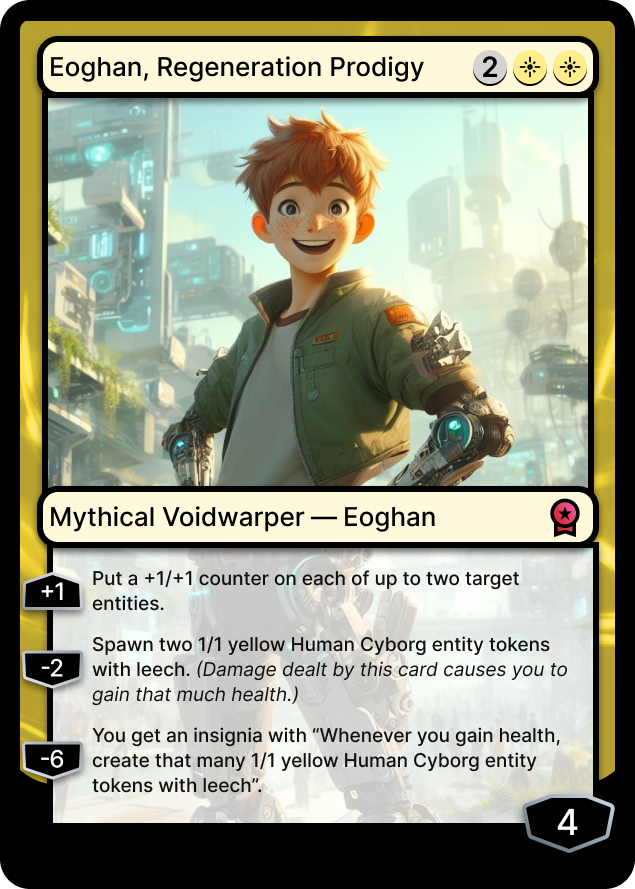 Eoghan, Regeneration Prodigy 2
Mythical Voidwarper — Eoghan
+1
Put a +1/+1 counter on each of up to two target
entities.
-2
Spawn two 1/1 yellow Human Cyborg entity tokens
with leech. (Damage dealt by this card causes you to
gain that much health.)
-6
You get an insignia with “Whenever you gain health,
create that many 1/1 yellow Human Cyborg entity
tokens with leech”.
4